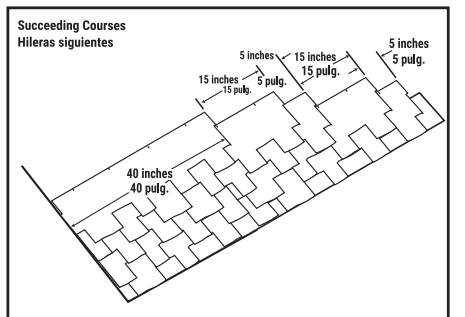 Succeeding Courses
Hileras siguientes
5 inches
5 pulg.
15 inches
15 pulg.
5 inches
5 pulg.
15 inches
15 pulg.
40 inches
40 pulg.